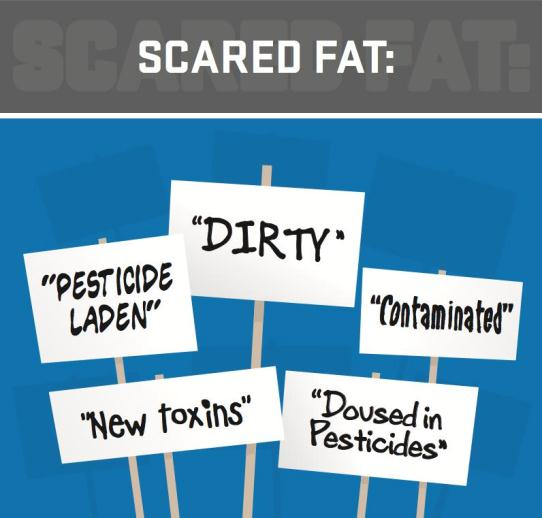 SCARED FAT:
"DIRTY"
"PESTICIDE
LADEN"
"Contaminated"
"New toxins"
"Doused in
Pesticides"